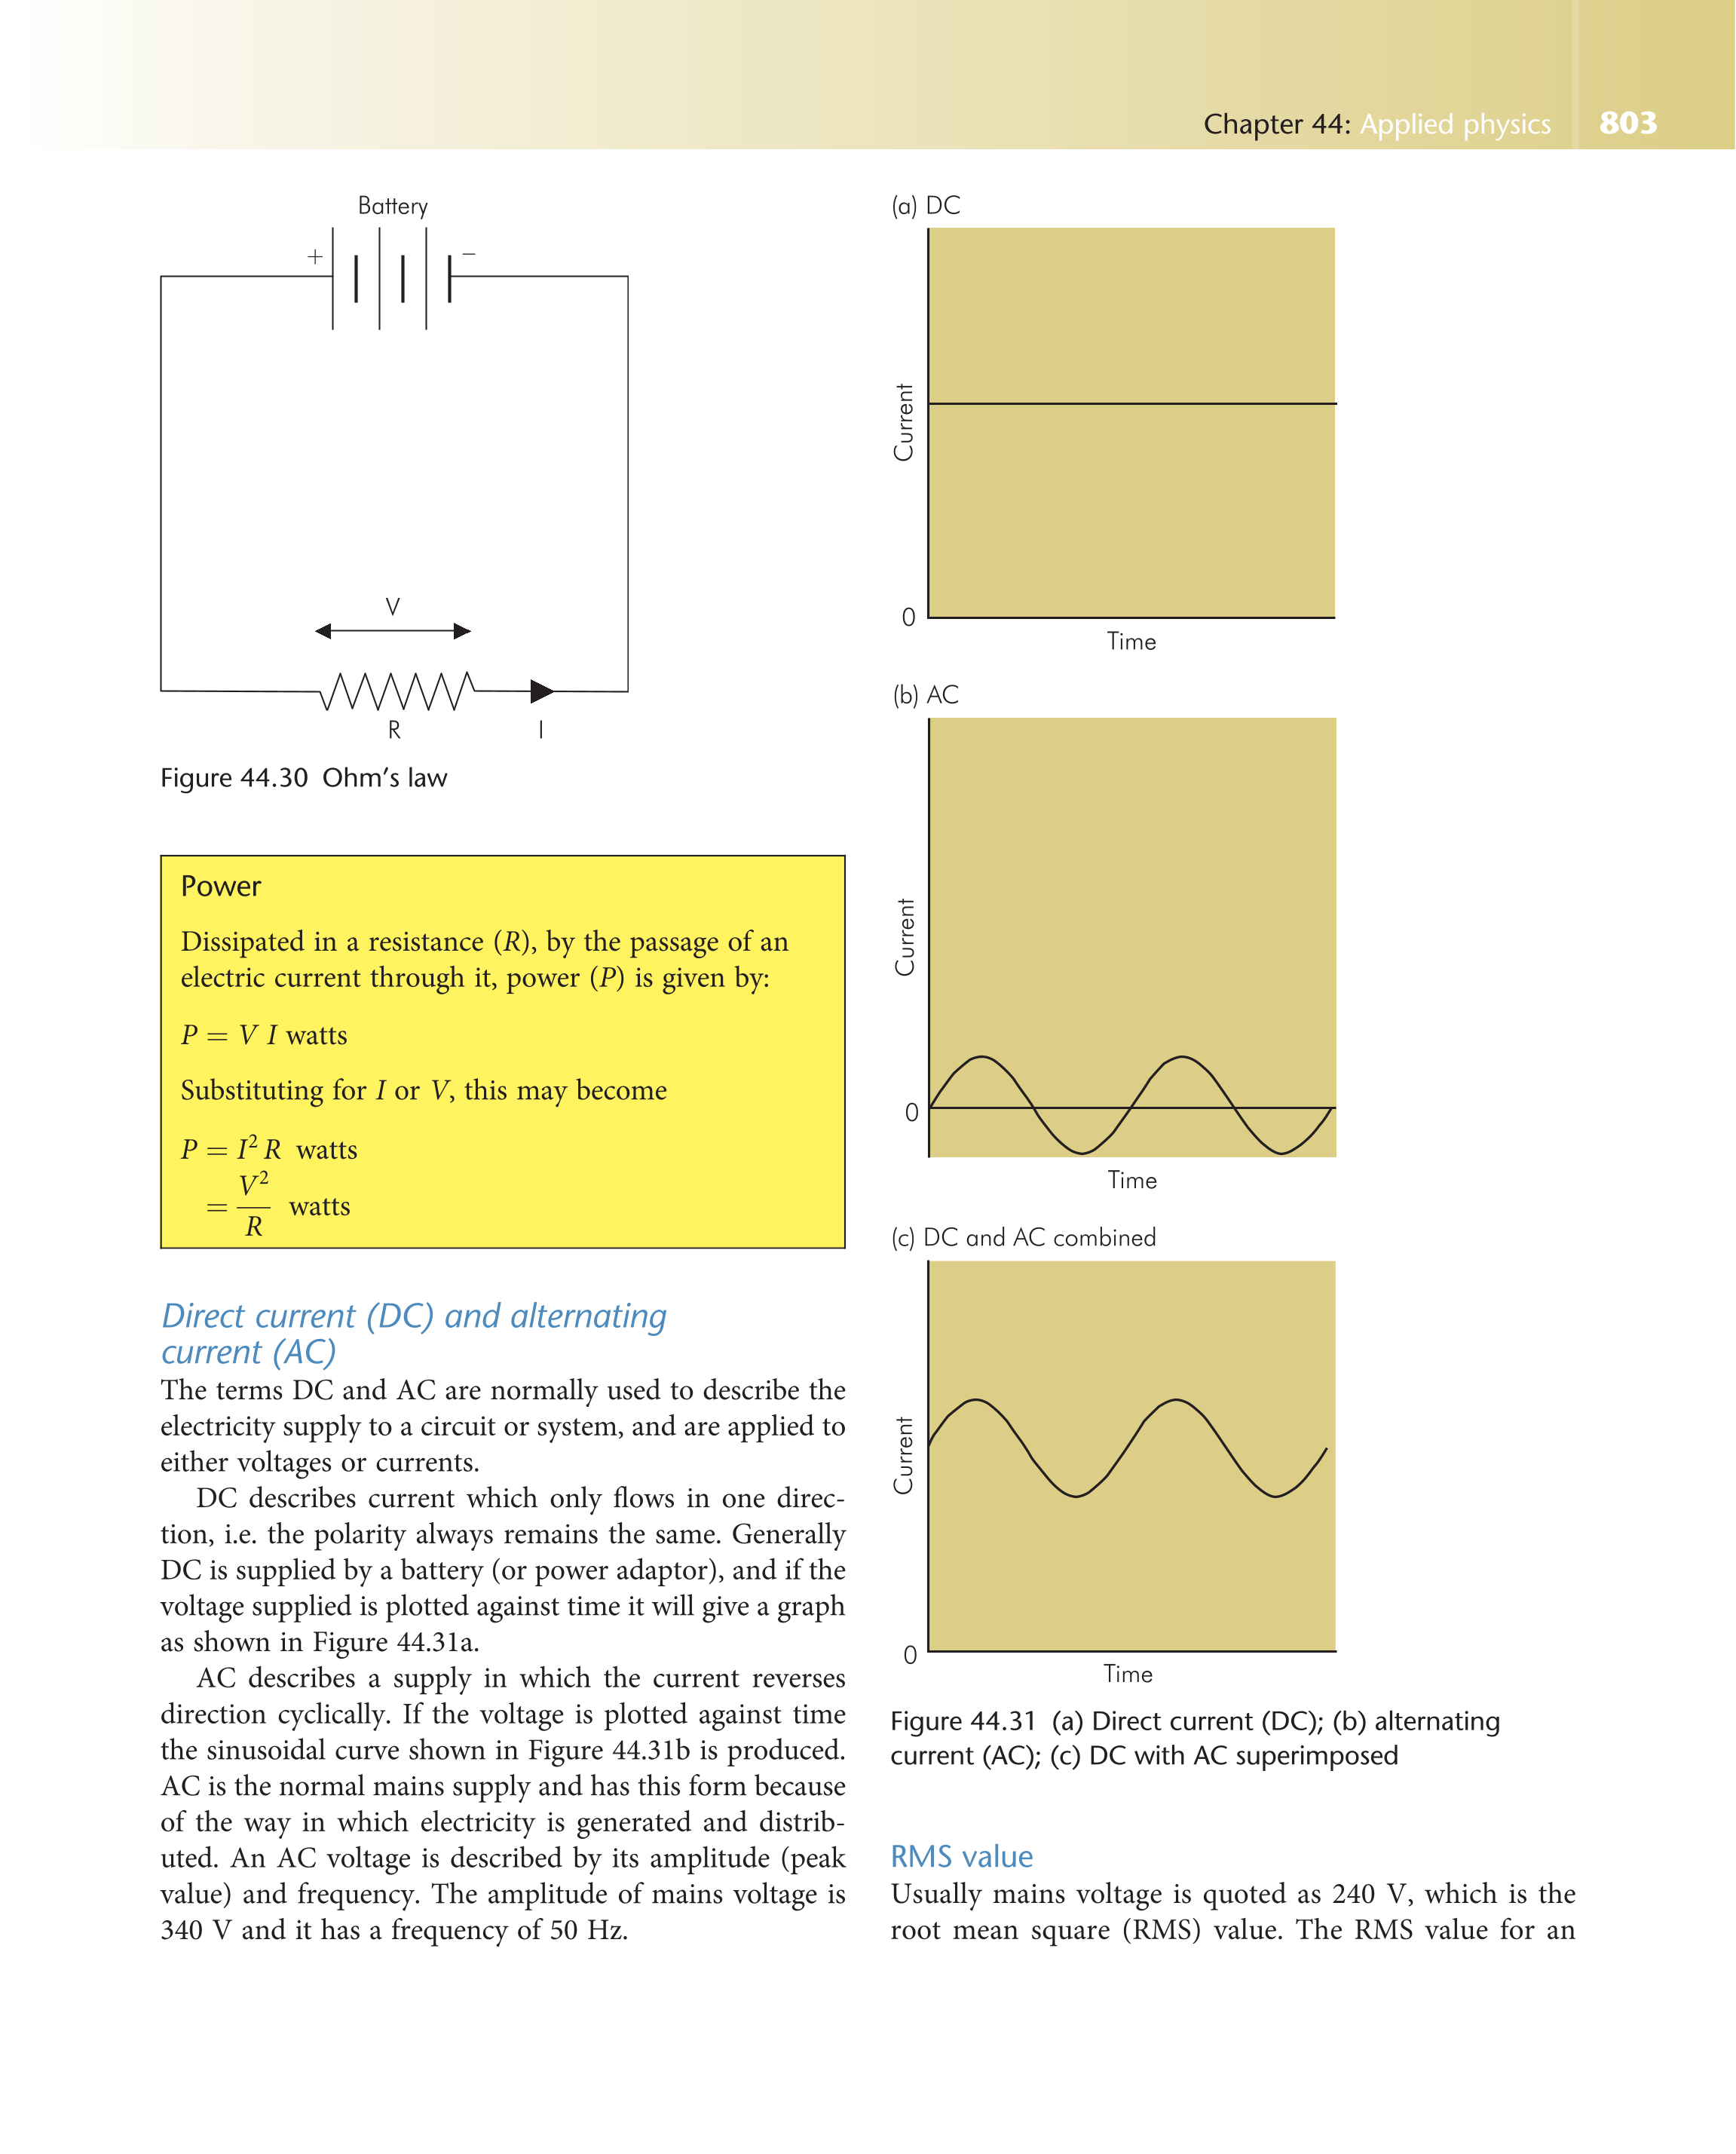 Chapter 44: Applied physics 803
Battery
+
−
V
R
I
Figure 44.30 Ohm's law
Power
Dissipated in a resistance (R), by the passage of an
electric current through it, power (P) is given by:
P = V I watts
Substituting for I or V, this may become
P = I² R watts
= V²/R watts
Direct current (DC) and alternating
current (AC)
The terms DC and AC are normally used to describe the
electricity supply to a circuit or system, and are applied to
either voltages or currents.
DC describes current which only flows in one direc-
tion, i.e. the polarity always remains the same. Generally
DC is supplied by a battery (or power adaptor), and if the
voltage supplied is plotted against time it will give a graph
as shown in Figure 44.31a.
AC describes a supply in which the current reverses
direction cyclically. If the voltage is plotted against time
the sinusoidal curve shown in Figure 44.31b is produced.
AC is the normal mains supply and has this form because
of the way in which electricity is generated and distrib-
uted. An AC voltage is described by its amplitude (peak
value) and frequency. The amplitude of mains voltage is
340 V and it has a frequency of 50 Hz.
(a) DC
Current
0
Time
(b) AC
Current
0
Time
(c) DC and AC combined
Current
0
Time
Figure 44.31 (a) Direct current (DC); (b) alternating
current (AC); (c) DC with AC superimposed
RMS value
Usually mains voltage is quoted as 240 V, which is the
root mean square (RMS) value. The RMS value for an